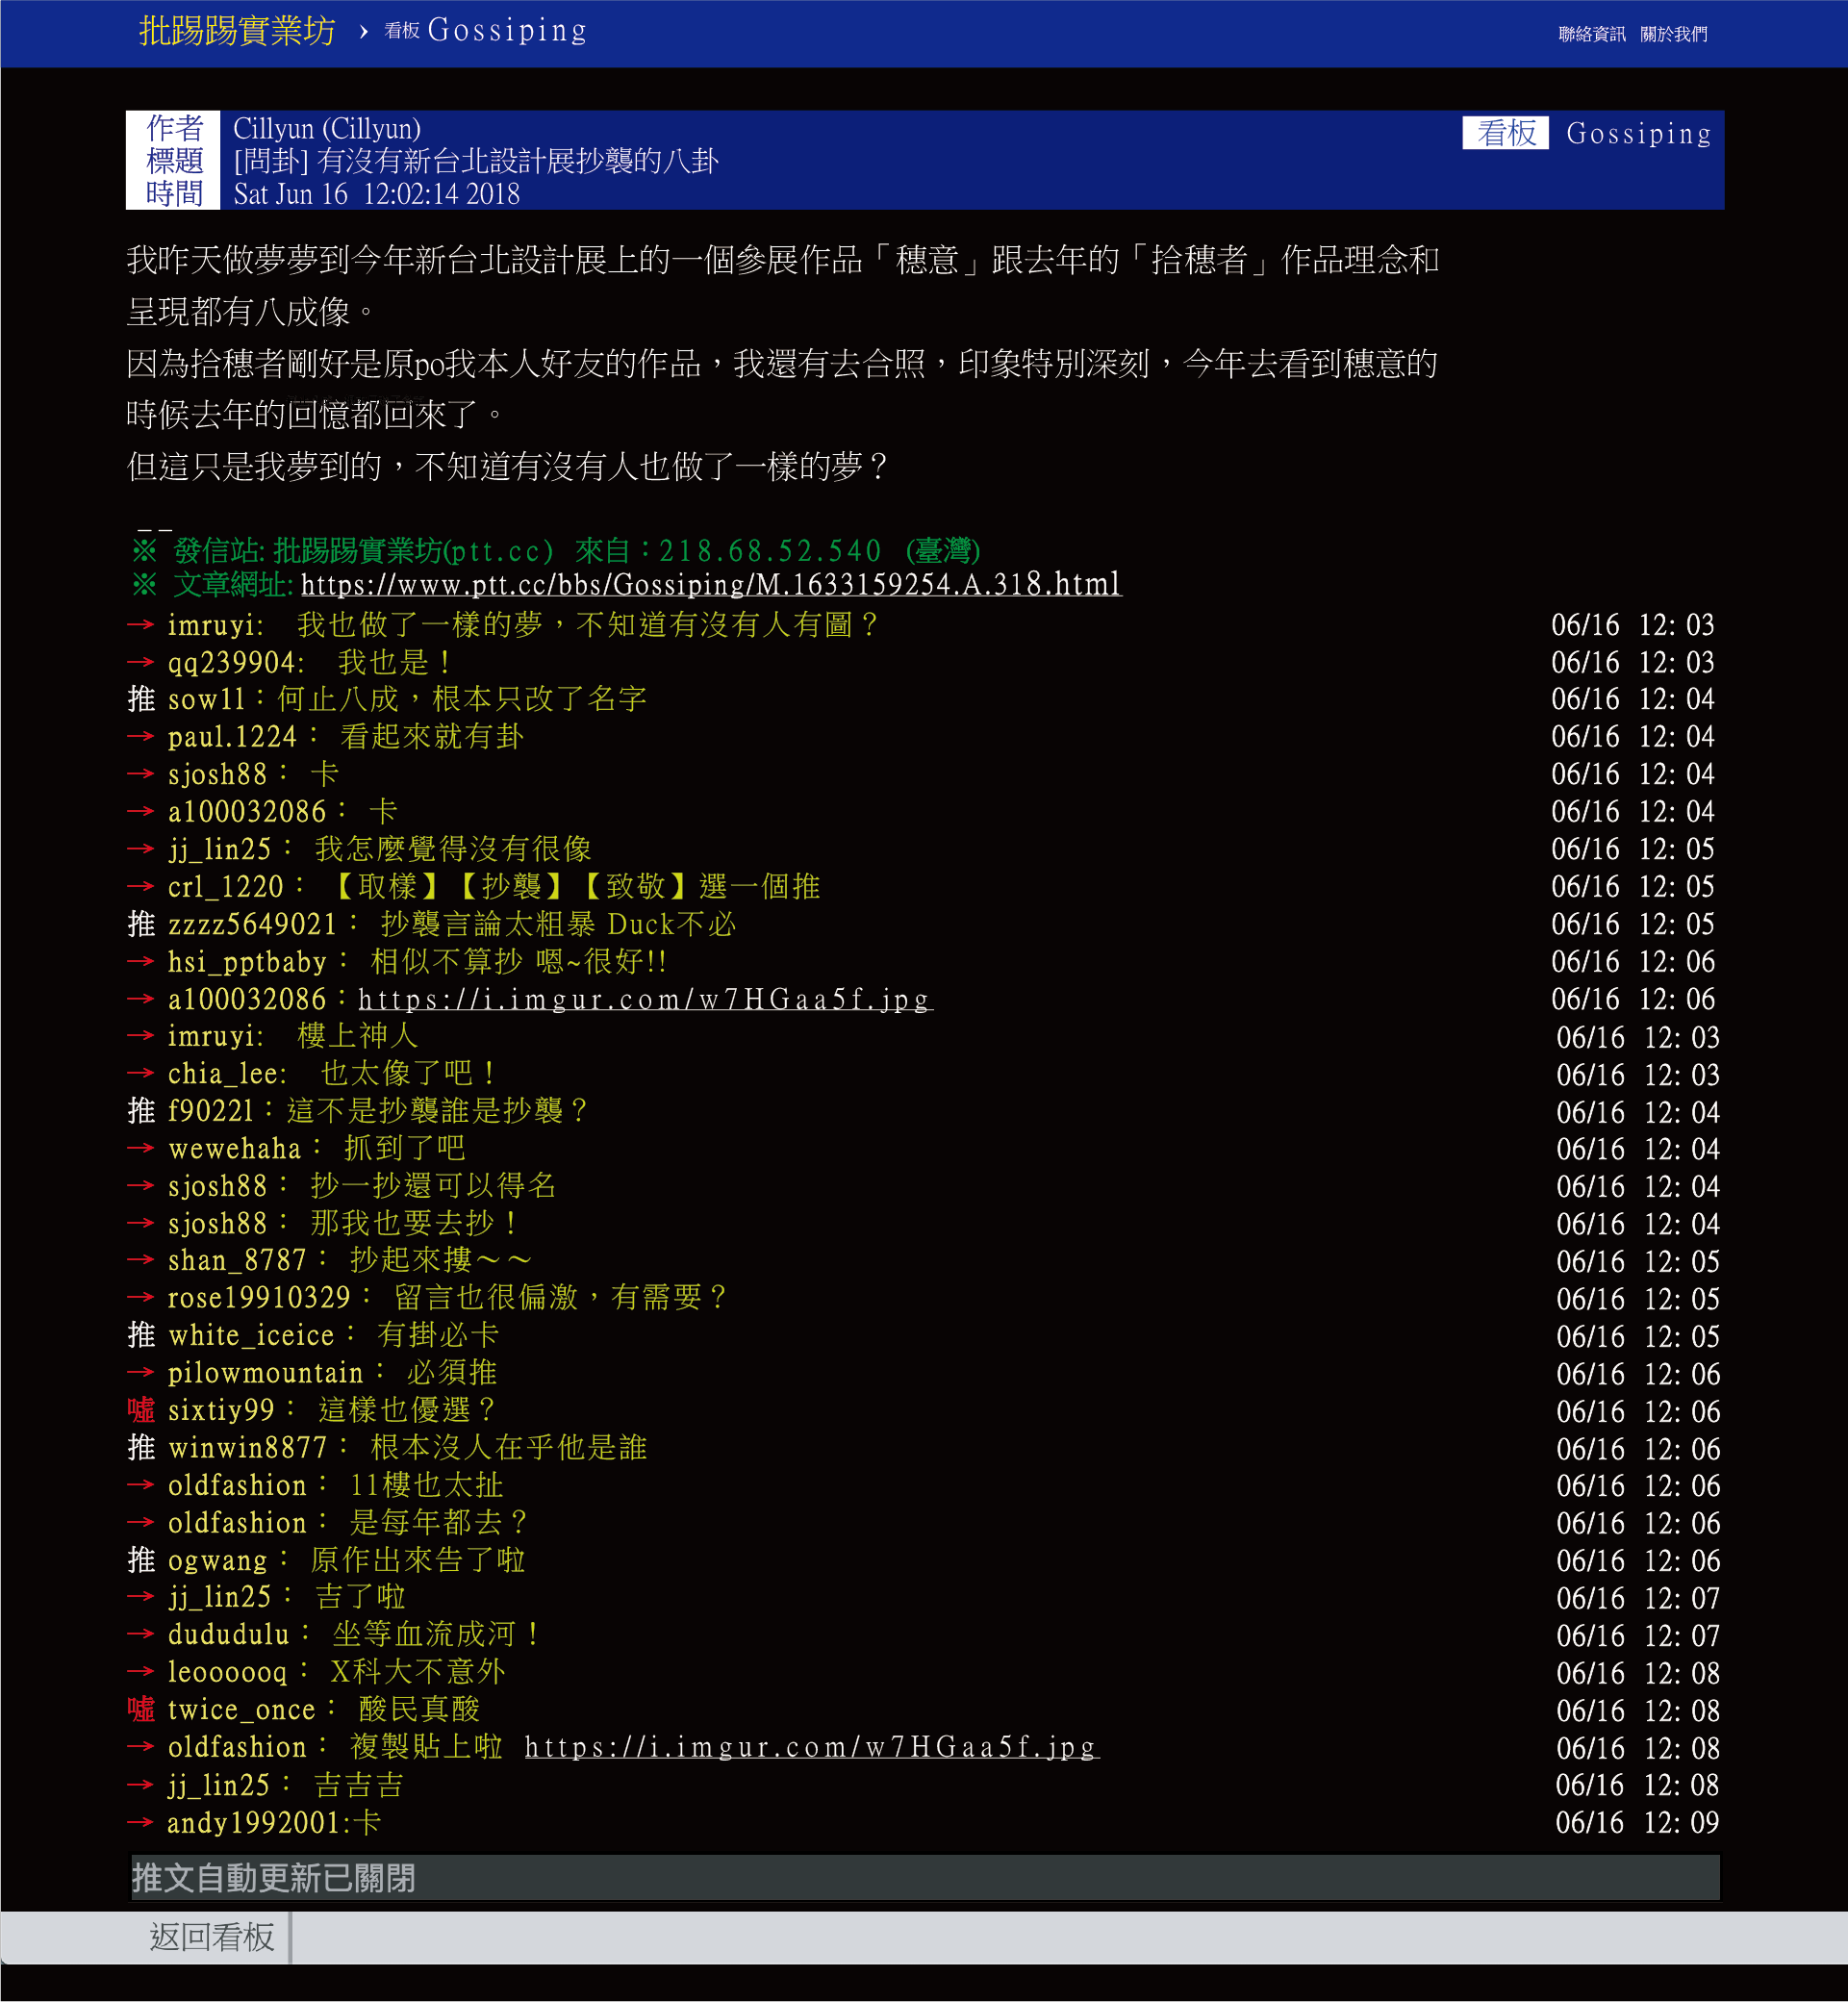 批踢踢實業坊 › 看板 Gossiping 聯絡資訊 關於我們
作者 Cillyun (Cillyun) 看板 Gossiping
標題 [問卦] 有沒有新台北設計展抄襲的八卦
時間 Sat Jun 16 12:02:14 2018
我昨天做夢夢到今年新台北設計展上的一個參展作品「穗意」跟去年的「拾穗者」作品理念和
呈現都有八成像。
因為拾穗者剛好是原po我本人好友的作品，我還有去合照，印象特別深刻，今年去看到穗意的
時候去年的回憶都回來了。
但這只是我夢到的，不知道有沒有人也做了一樣的夢？
--
※ 發信站: 批踢踢實業坊(ptt.cc) 來自：218.68.52.540 (臺灣)
※ 文章網址: https://www.ptt.cc/bbs/Gossiping/M.1633159254.A.318.html
→ imruyi: 我也做了一樣的夢，不知道有沒有人有圖？ 06/16 12: 03
→ qq239904: 我也是！ 06/16 12: 03
推 sow1l：何止八成，根本只改了名字 06/16 12: 04
→ paul.1224： 看起來就有卦 06/16 12: 04
→ sjosh88： 卡 06/16 12: 04
→ a100032086： 卡 06/16 12: 04
→ jj_lin25： 我怎麼覺得沒有很像 06/16 12: 05
→ crl_1220： 【取樣】【抄襲】【致敬】選一個推 06/16 12: 05
推 zzzz5649021： 抄襲言論太粗暴 Duck不必 06/16 12: 05
→ hsi_pptbaby： 相似不算抄 嗯~很好!! 06/16 12: 06
→ a100032086：https://i.imgur.com/w7HGaa5f.jpg 06/16 12: 06
→ imruyi: 樓上神人 06/16 12: 03
→ chia_lee: 也太像了吧！ 06/16 12: 03
推 f9022l：這不是抄襲誰是抄襲？ 06/16 12: 04
→ wewehaha： 抓到了吧 06/16 12: 04
→ sjosh88： 抄一抄還可以得名 06/16 12: 04
→ sjosh88： 那我也要去抄！ 06/16 12: 04
→ shan_8787： 抄起來摟～～ 06/16 12: 05
→ rose19910329： 留言也很偏激，有需要？ 06/16 12: 05
推 white_iceice： 有掛必卡 06/16 12: 05
→ pilowmountain： 必須推 06/16 12: 06
噓 sixtiy99： 這樣也優選？ 06/16 12: 06
推 winwin8877： 根本沒人在乎他是誰 06/16 12: 06
→ oldfashion： 11樓也太扯 06/16 12: 06
→ oldfashion： 是每年都去？ 06/16 12: 06
推 ogwang： 原作出來告了啦 06/16 12: 06
→ jj_lin25： 吉了啦 06/16 12: 07
→ dududulu： 坐等血流成河！ 06/16 12: 07
→ leoooooq： X科大不意外 06/16 12: 08
噓 twice_once： 酸民真酸 06/16 12: 08
→ oldfashion： 複製貼上啦 https://i.imgur.com/w7HGaa5f.jpg 06/16 12: 08
→ jj_lin25： 吉吉吉 06/16 12: 08
→ andy1992001:卡 06/16 12: 09
推文自動更新已關閉
返回看板